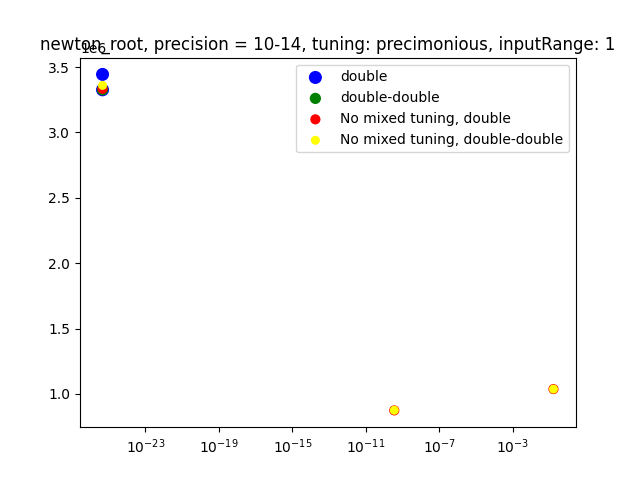 newton_root, precision = 10-14, tuning: precimonious, inputRange: 1
1e6
3.5
3.0
2.5
2.0
1.5
1.0
double
double-double
No mixed tuning, double
No mixed tuning, double-double
10⁻²³ 10⁻¹⁹ 10⁻¹⁵ 10⁻¹¹ 10⁻⁷ 10⁻³